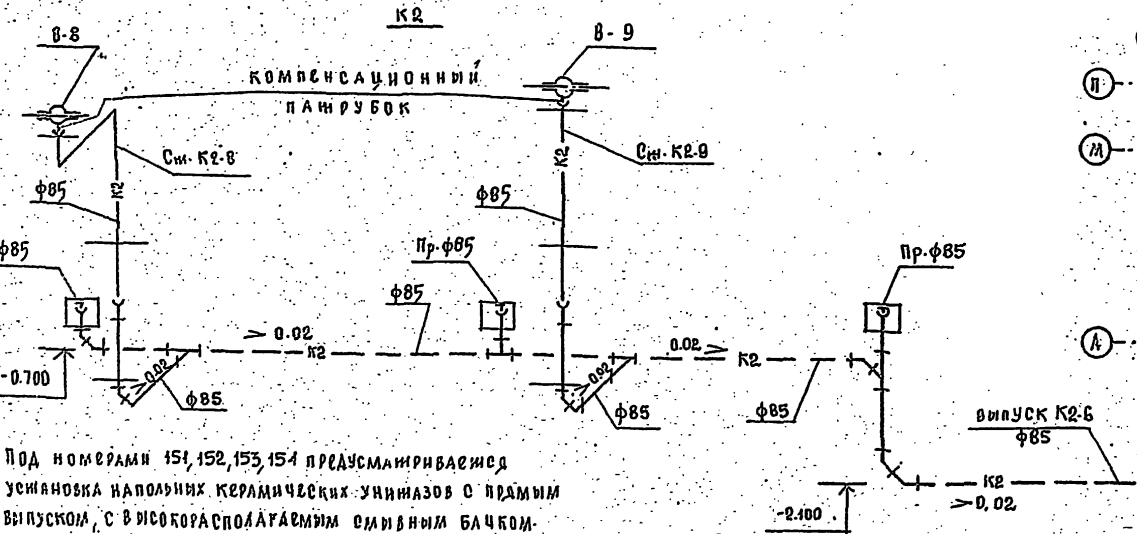 К2
В-8
В-9
КОМПЕНСАЦИОННЫЙ
ПАТРУБОК
П
М
Ст. К2-8
Ст. К2-9
К2
К2
ф85
ф85
ф85
Пр.ф85
Пр.ф85
ф85
> 0.02
К2
0.02 >
К2
А
-0.700
> 0.02
ф85
> 0.02
ф85
ф85
ВЫПУСК К2-6
ф85
ПОД НОМЕРАМИ 151,152,153,154 ПРЕДУСМАТРИВАЕТСЯ
УСТАНОВКА НАПОЛЬНЫХ КЕРАМИЧЕСКИХ УНИТАЗОВ С ПРЯМЫМ
ВЫПУСКОМ, С ВЫСОКОРАСПОЛАГАЕМЫМ СМЫВНЫМ БАЧКОМ.
К2
> 0,02
-2.100